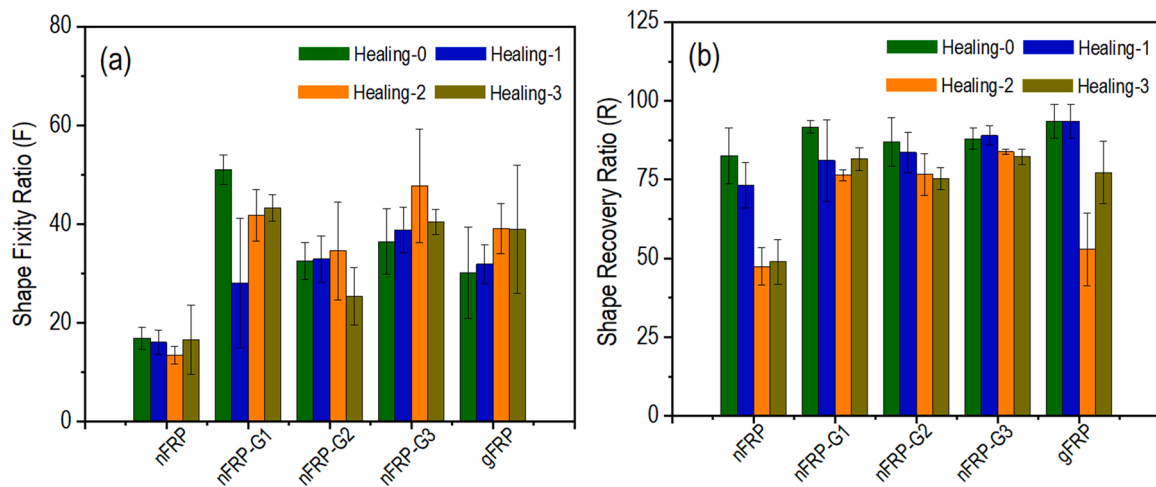 (a)
Healing-0 Healing-1
Healing-2 Healing-3
Shape Fixity Ratio (F)
80
60
40
20
0
nFRP
nFRP-G1
nFRP-G2
nFRP-G3
gFRP
(b)
Healing-0 Healing-1
Healing-2 Healing-3
Shape Recovery Ratio (R)
125
100
75
50
25
0
nFRP
nFRP-G1
nFRP-G2
nFRP-G3
gFRP